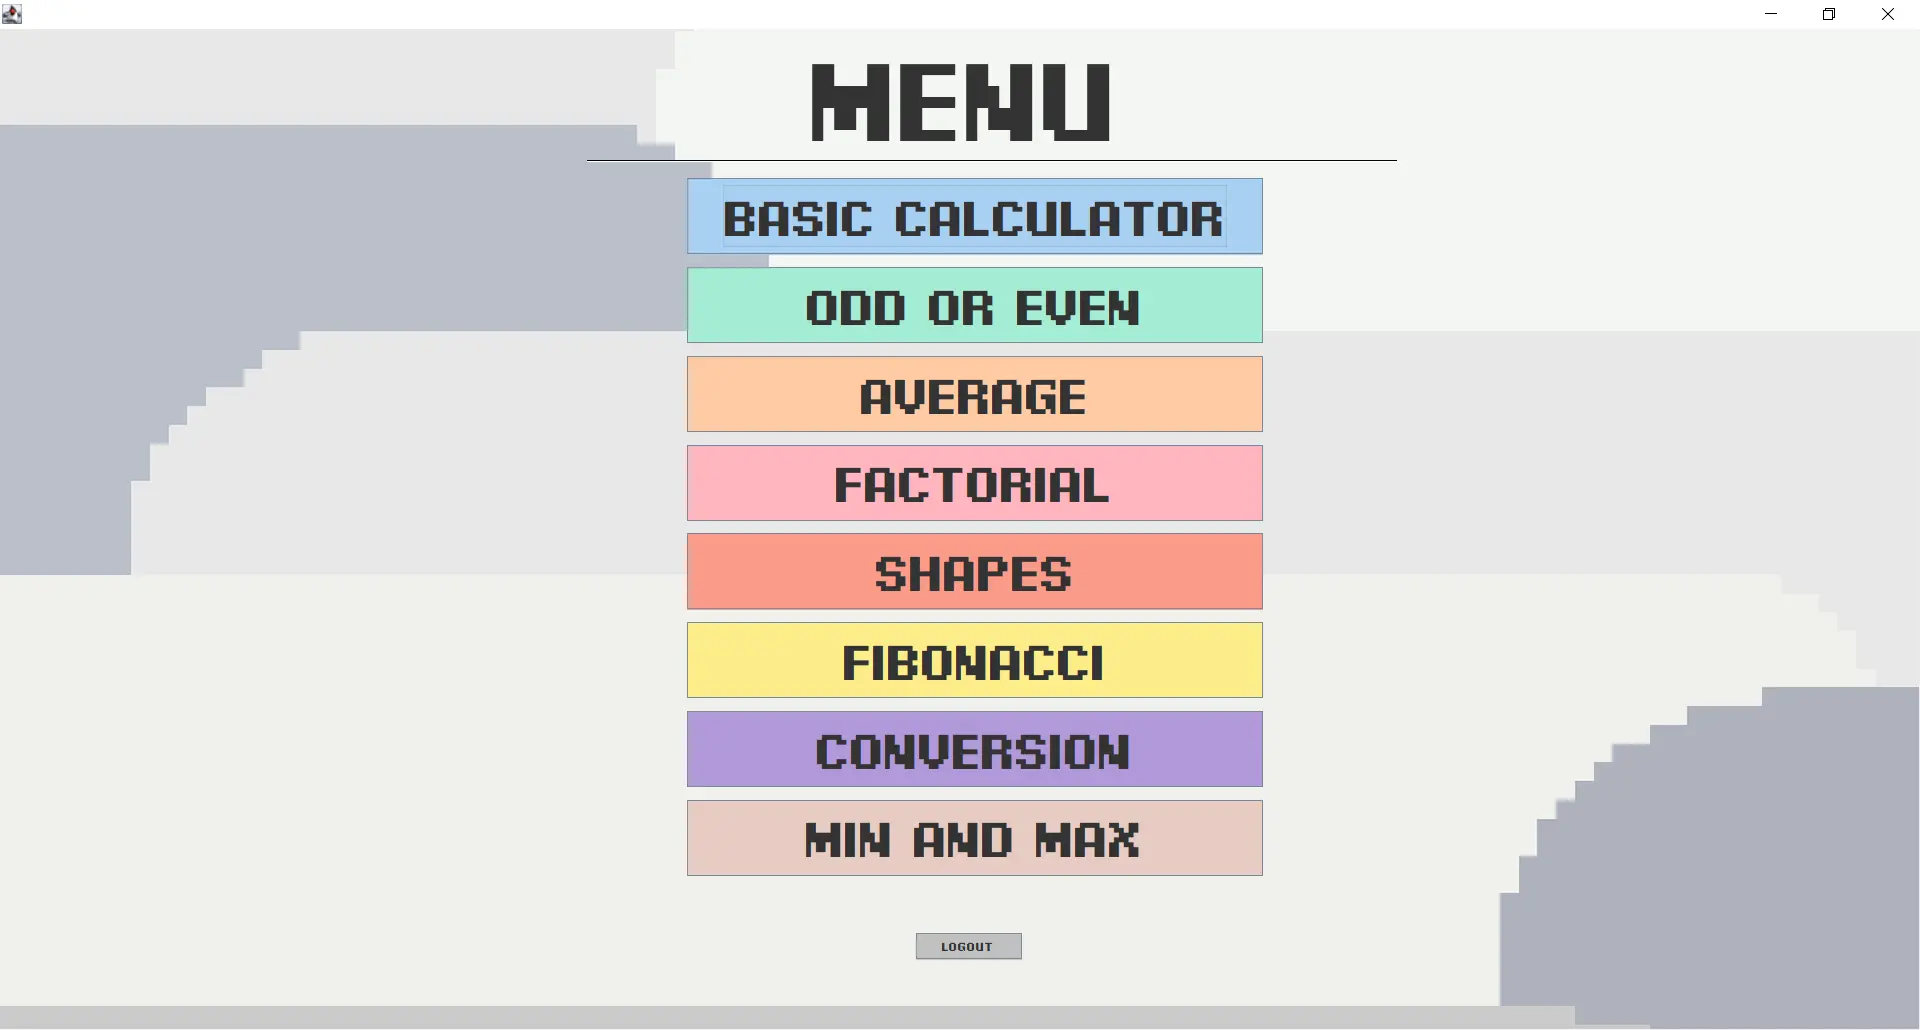 MENU
BASIC CALCULATOR
ODD OR EVEN
AVERAGE
FACTORIAL
SHAPES
FIBONACCI
CONVERSION
MIN AND MAX
LOGOUT